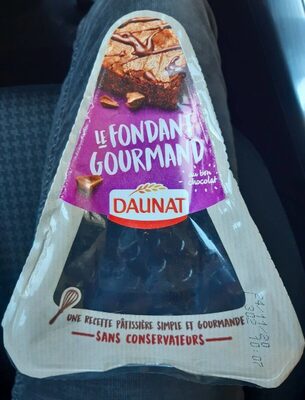 LE FONDANT
GOURMAND
au bon
chocolat
DAUNAT
UNE RECETTE PÂTISSIÈRE SIMPLE ET GOURMANDE
SANS CONSERVATEURS